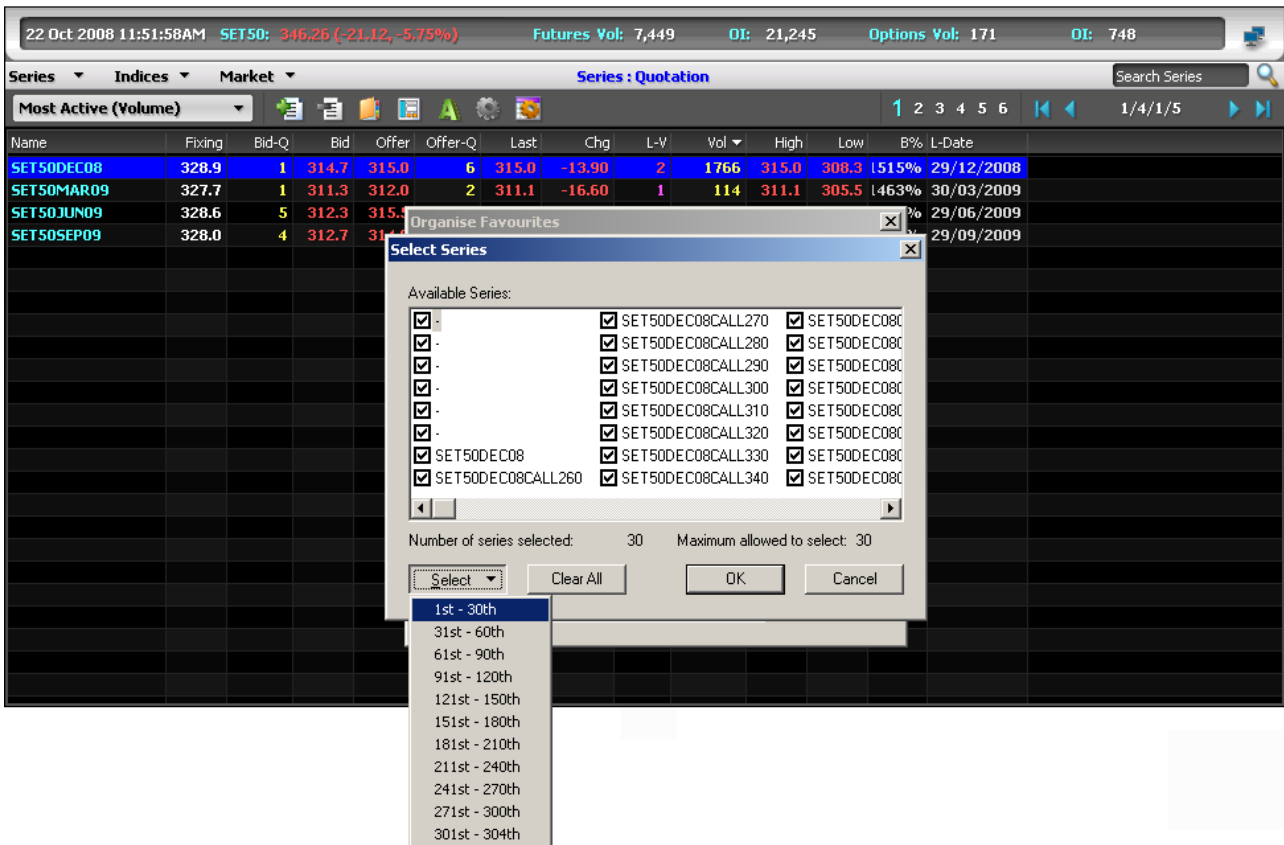 22 Oct 2008 11:51:58AM SET50: 346.26 (-21.12, -5.75%) Futures Vol: 7,449 OI: 21,245 Options Vol: 171 OI: 748
Series Indices Market Series : Quotation Search Series
Most Active (Volume) A 1 2 3 4 5 6 1/4/1/5
Name Fixing Bid-Q Bid Offer Offer-Q Last Chg L-V Vol High Low B% L-Date
SET50DEC08 328.9 1 314.7 315.0 6 315.0 -13.90 2 1766 315.0 308.3 29/12/2008
SET50MAR09 327.7 1 311.3 312.0 2 311.1 -16.60 1 114 311.1 305.5 30/03/2009
SET50JUN09 328.6 5 312.3 % 29/06/2009
SET50SEP09 328.0 4 312.7 29/09/2009
Organise Favourites
Select Series
Available Series:
- SET50DEC08CALL270 SET50DEC08
- SET50DEC08CALL280 SET50DEC08
- SET50DEC08CALL290 SET50DEC08
- SET50DEC08CALL300 SET50DEC08
- SET50DEC08CALL310 SET50DEC08
- SET50DEC08CALL320 SET50DEC08
SET50DEC08 SET50DEC08CALL330 SET50DEC08
SET50DEC08CALL260 SET50DEC08CALL340 SET50DEC08
Number of series selected: 30 Maximum allowed to select: 30
Select Clear All OK Cancel
1st - 30th
31st - 60th
61st - 90th
91st - 120th
121st - 150th
151st - 180th
181st - 210th
211st - 240th
241st - 270th
271st - 300th
301st - 304th